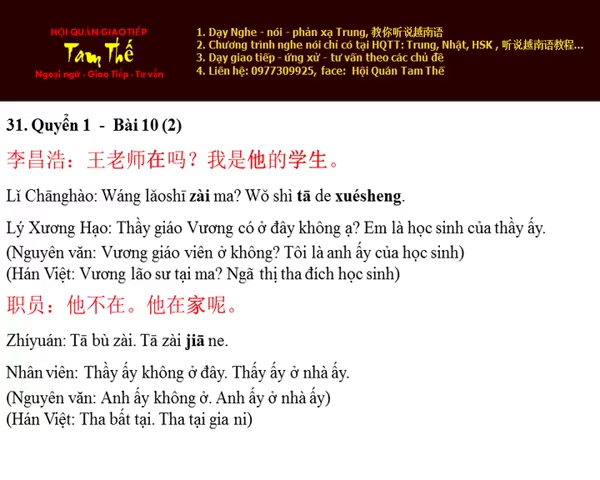 HỘI QUÁN GIAO TIẾP
Tam Thế
Ngoại ngữ - Giao Tiếp - Tư vấn
1. Dạy Nghe - nói - phản xạ Trung, 教你听说越南语
2. Chương trình nghe nói chỉ có tại HQTT: Trung, Nhật, HSK , 听说越南语教程...
3. Dạy giao tiếp - ứng xử - tư vấn theo các chủ đề
4. Liên hệ: 0977309925, face: Hội Quán Tam Thế
31. Quyển 1 - Bài 10 (2)
李昌浩：王老师在吗？我是他的学生。
Lǐ Chānghào: Wáng lǎoshī zài ma? Wǒ shì tā de xuésheng.
Lý Xương Hạo: Thầy giáo Vương có ở đây không ạ? Em là học sinh của thầy ấy.
(Nguyên văn: Vương giáo viên ở không? Tôi là anh ấy của học sinh)
(Hán Việt: Vương lão sư tại ma? Ngã thị tha đích học sinh)
职员：他不在。他在家呢。
Zhíyuán: Tā bù zài. Tā zài jiā ne.
Nhân viên: Thầy ấy không ở đây. Thấy ấy ở nhà ấy.
(Nguyên văn: Anh ấy không ở. Anh ấy ở nhà ấy)
(Hán Việt: Tha bất tại. Tha tại gia ni)